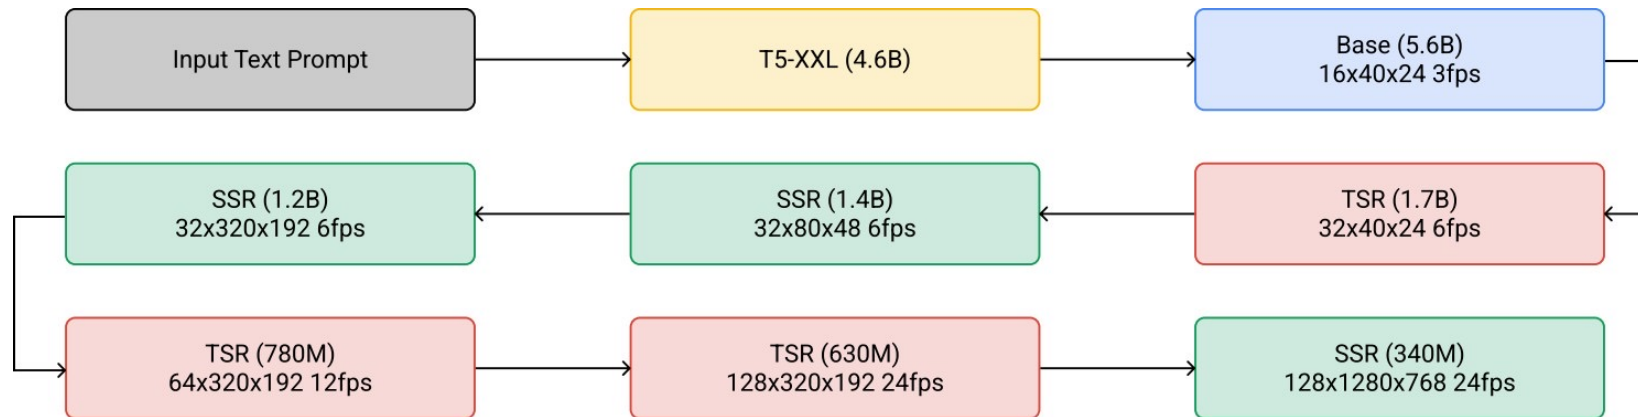 Input Text Prompt
T5-XXL (4.6B)
Base (5.6B)
16x40x24 3fps
SSR (1.2B)
32x320x192 6fps
SSR (1.4B)
32x80x48 6fps
TSR (1.7B)
32x40x24 6fps
TSR (780M)
64x320x192 12fps
TSR (630M)
128x320x192 24fps
SSR (340M)
128x1280x768 24fps